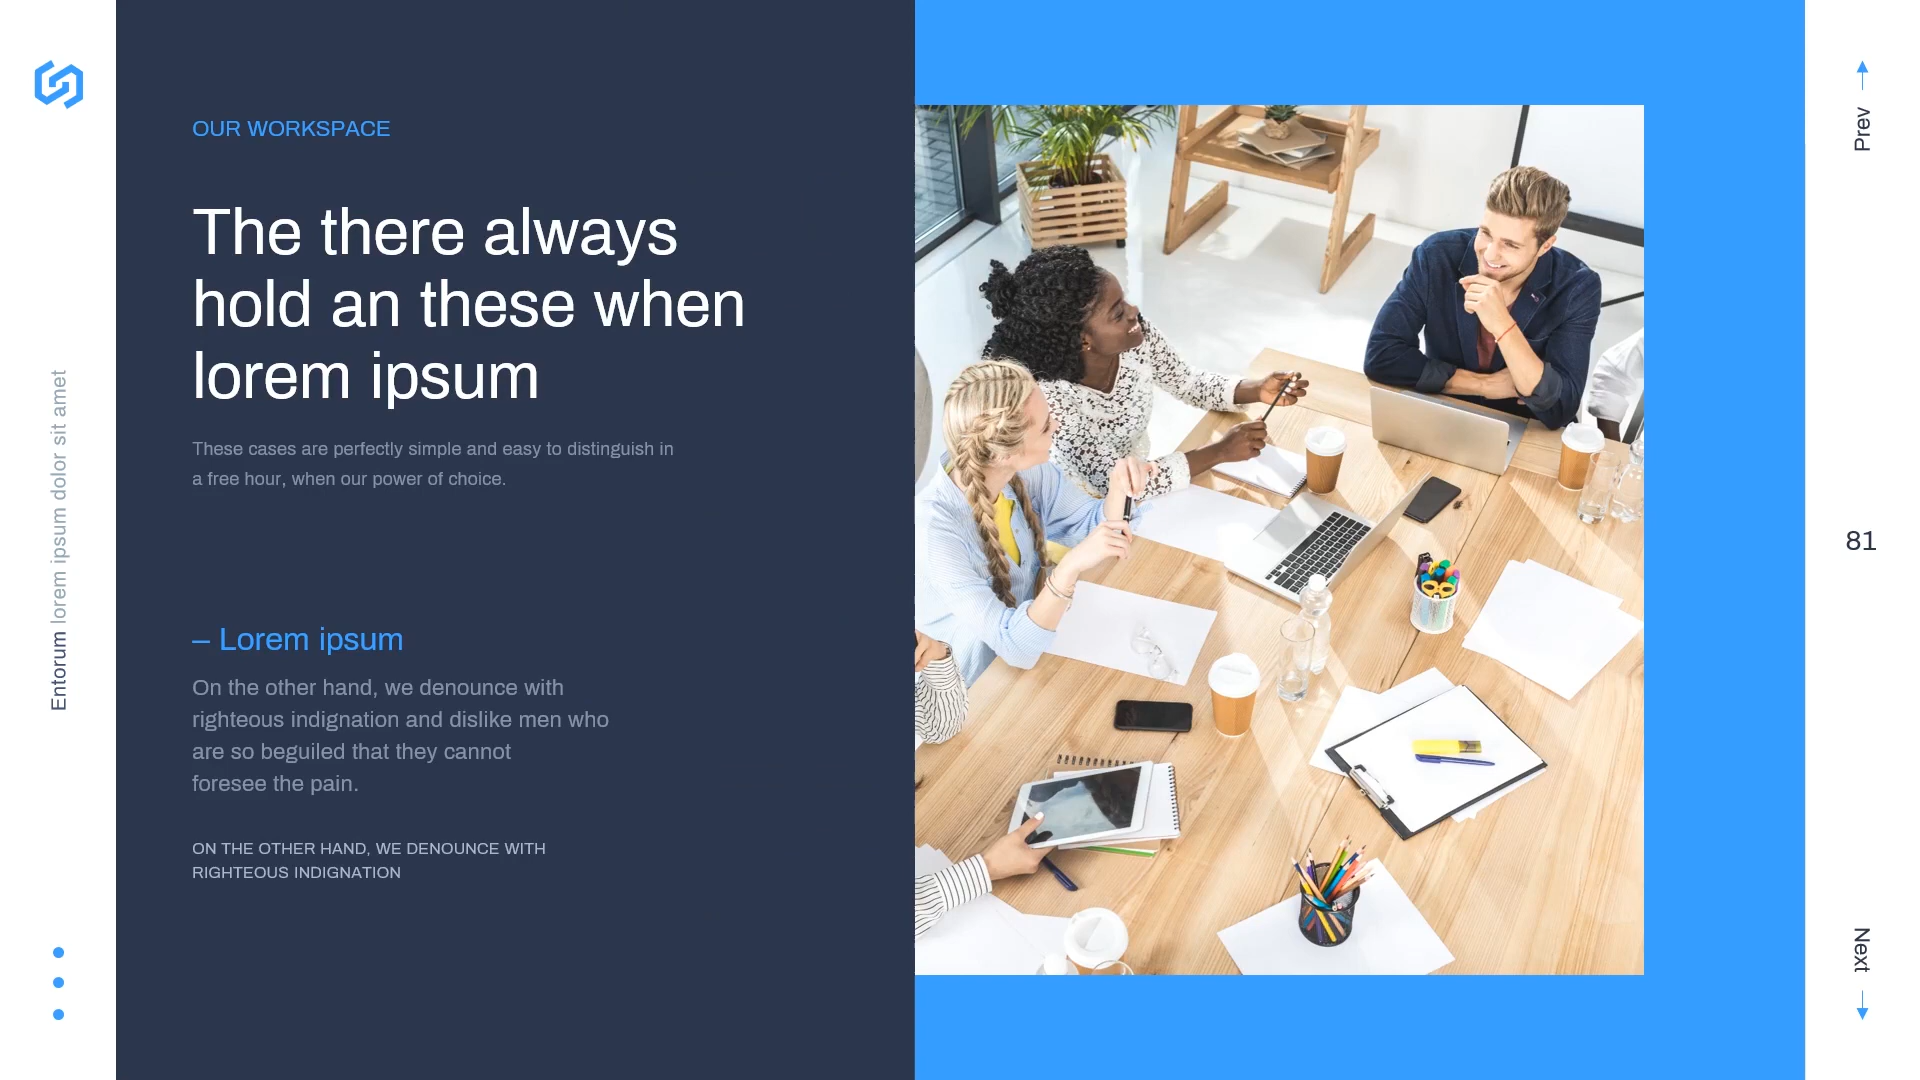 OUR WORKSPACE
The there always
hold an these when
lorem ipsum
These cases are perfectly simple and easy to distinguish in
a free hour, when our power of choice.
– Lorem ipsum
On the other hand, we denounce with
righteous indignation and dislike men who
are so beguiled that they cannot
foresee the pain.
ON THE OTHER HAND, WE DENOUNCE WITH
RIGHTEOUS INDIGNATION
Entorum lorem ipsum dolor sit amet
Prev
81
Next